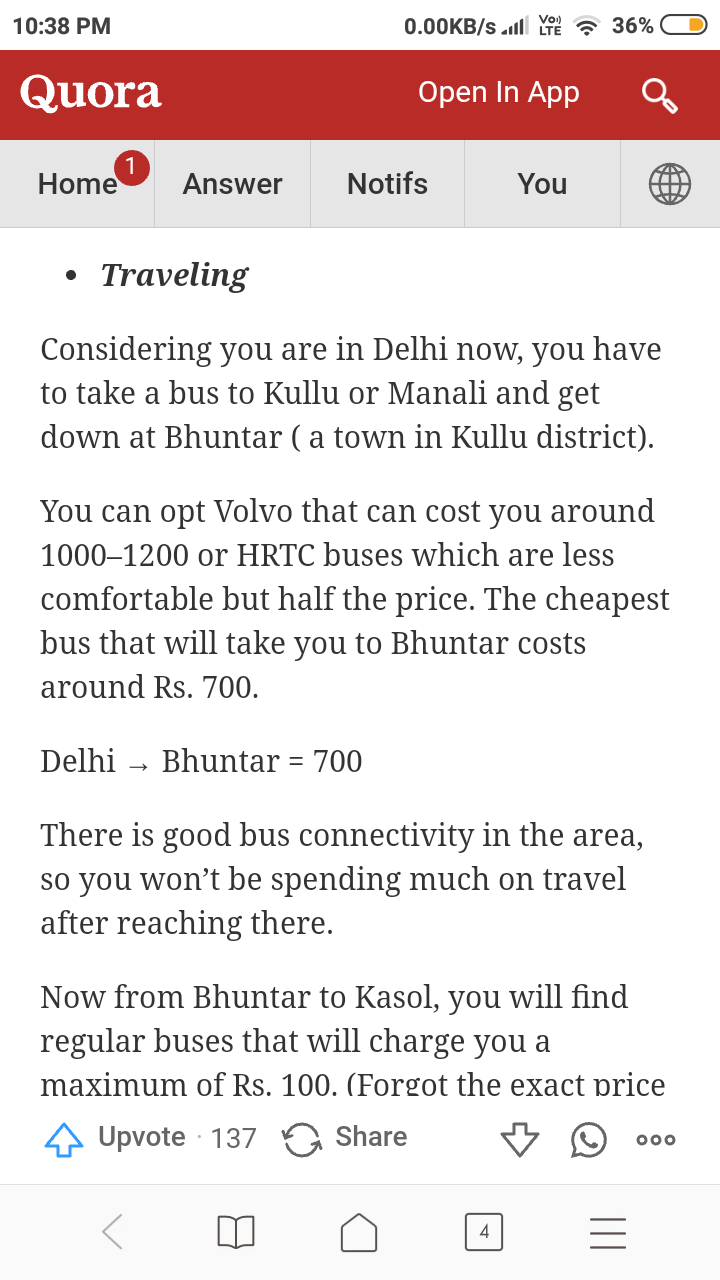 10:38 PM 0.00KB/s Vo)) LTE 36%
Quora Open In App
Home 1 Answer Notifs You
• Traveling
Considering you are in Delhi now, you have
to take a bus to Kullu or Manali and get
down at Bhuntar ( a town in Kullu district).
You can opt Volvo that can cost you around
1000–1200 or HRTC buses which are less
comfortable but half the price. The cheapest
bus that will take you to Bhuntar costs
around Rs. 700.
Delhi → Bhuntar = 700
There is good bus connectivity in the area,
so you won’t be spending much on travel
after reaching there.
Now from Bhuntar to Kasol, you will find
regular buses that will charge you a
maximum of Rs. 100. (Forgot the exact price
Upvote · 137 Share
4